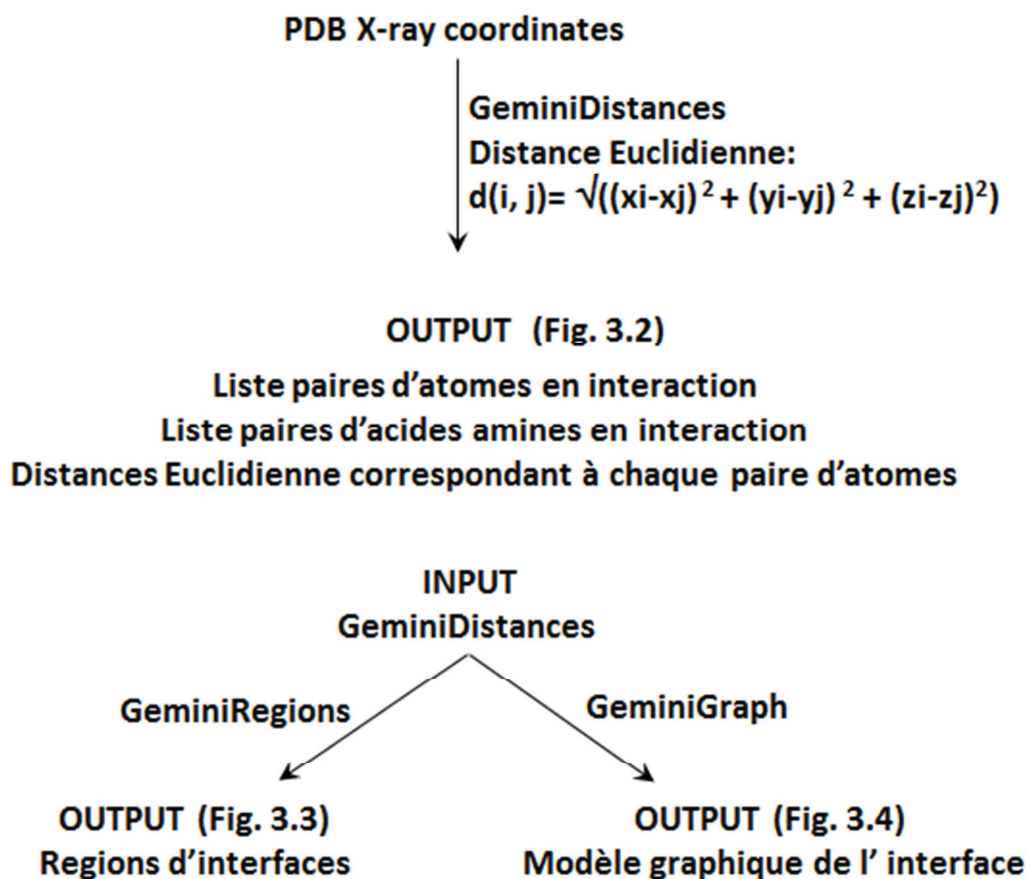 PDB X-ray coordinates
GeminiDistances
Distance Euclidienne:
d(i, j)= √((xi-xj)² + (yi-yj)² + (zi-zj)²)
OUTPUT (Fig. 3.2)
Liste paires d'atomes en interaction
Liste paires d'acides amines en interaction
Distances Euclidienne correspondant à chaque paire d'atomes
INPUT
GeminiDistances
GeminiRegions
GeminiGraph
OUTPUT (Fig. 3.3)
Regions d'interfaces
OUTPUT (Fig. 3.4)
Modèle graphique de l' interface